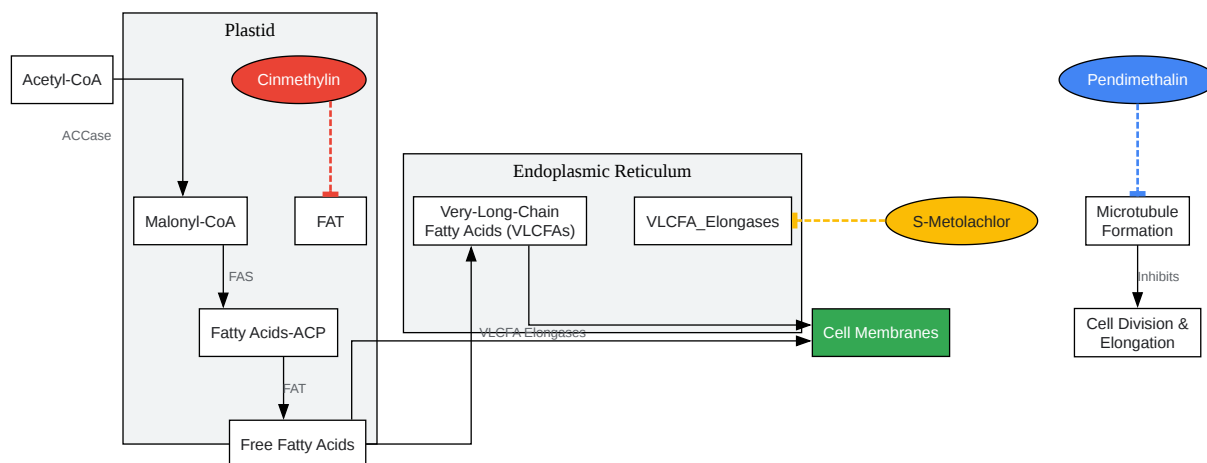 Plastid
Acetyl-CoA
Cinmethylin
Pendimethalin
ACCase
Endoplasmic Reticulum
Malonyl-CoA
FAT
Very-Long-Chain
Fatty Acids (VLCFAs)
VLCFA_Elongases
S-Metolachlor
Microtubule
Formation
FAS
Inhibits
Fatty Acids-ACP
VLCFA Elongases
Cell Membranes
Cell Division &
Elongation
FAT
Free Fatty Acids